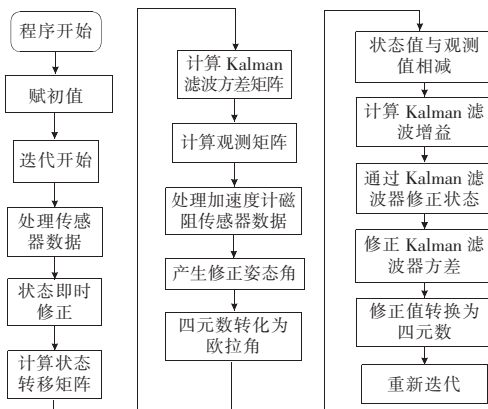 程序开始
赋初值
迭代开始
处理传感
器数据
状态即时
修正
计算状态
转移矩阵
计算 Kalman
滤波方差矩阵
计算观测矩阵
处理加速度计磁
阻传感器数据
产生修正姿态角
四元数转化为
欧拉角
状态值与观测
值相减
计算 Kalman 滤
波增益
通过 Kalman 滤
波器修正状态
修正 Kalman 滤
波器方差
修正值转换为
四元数
重新迭代